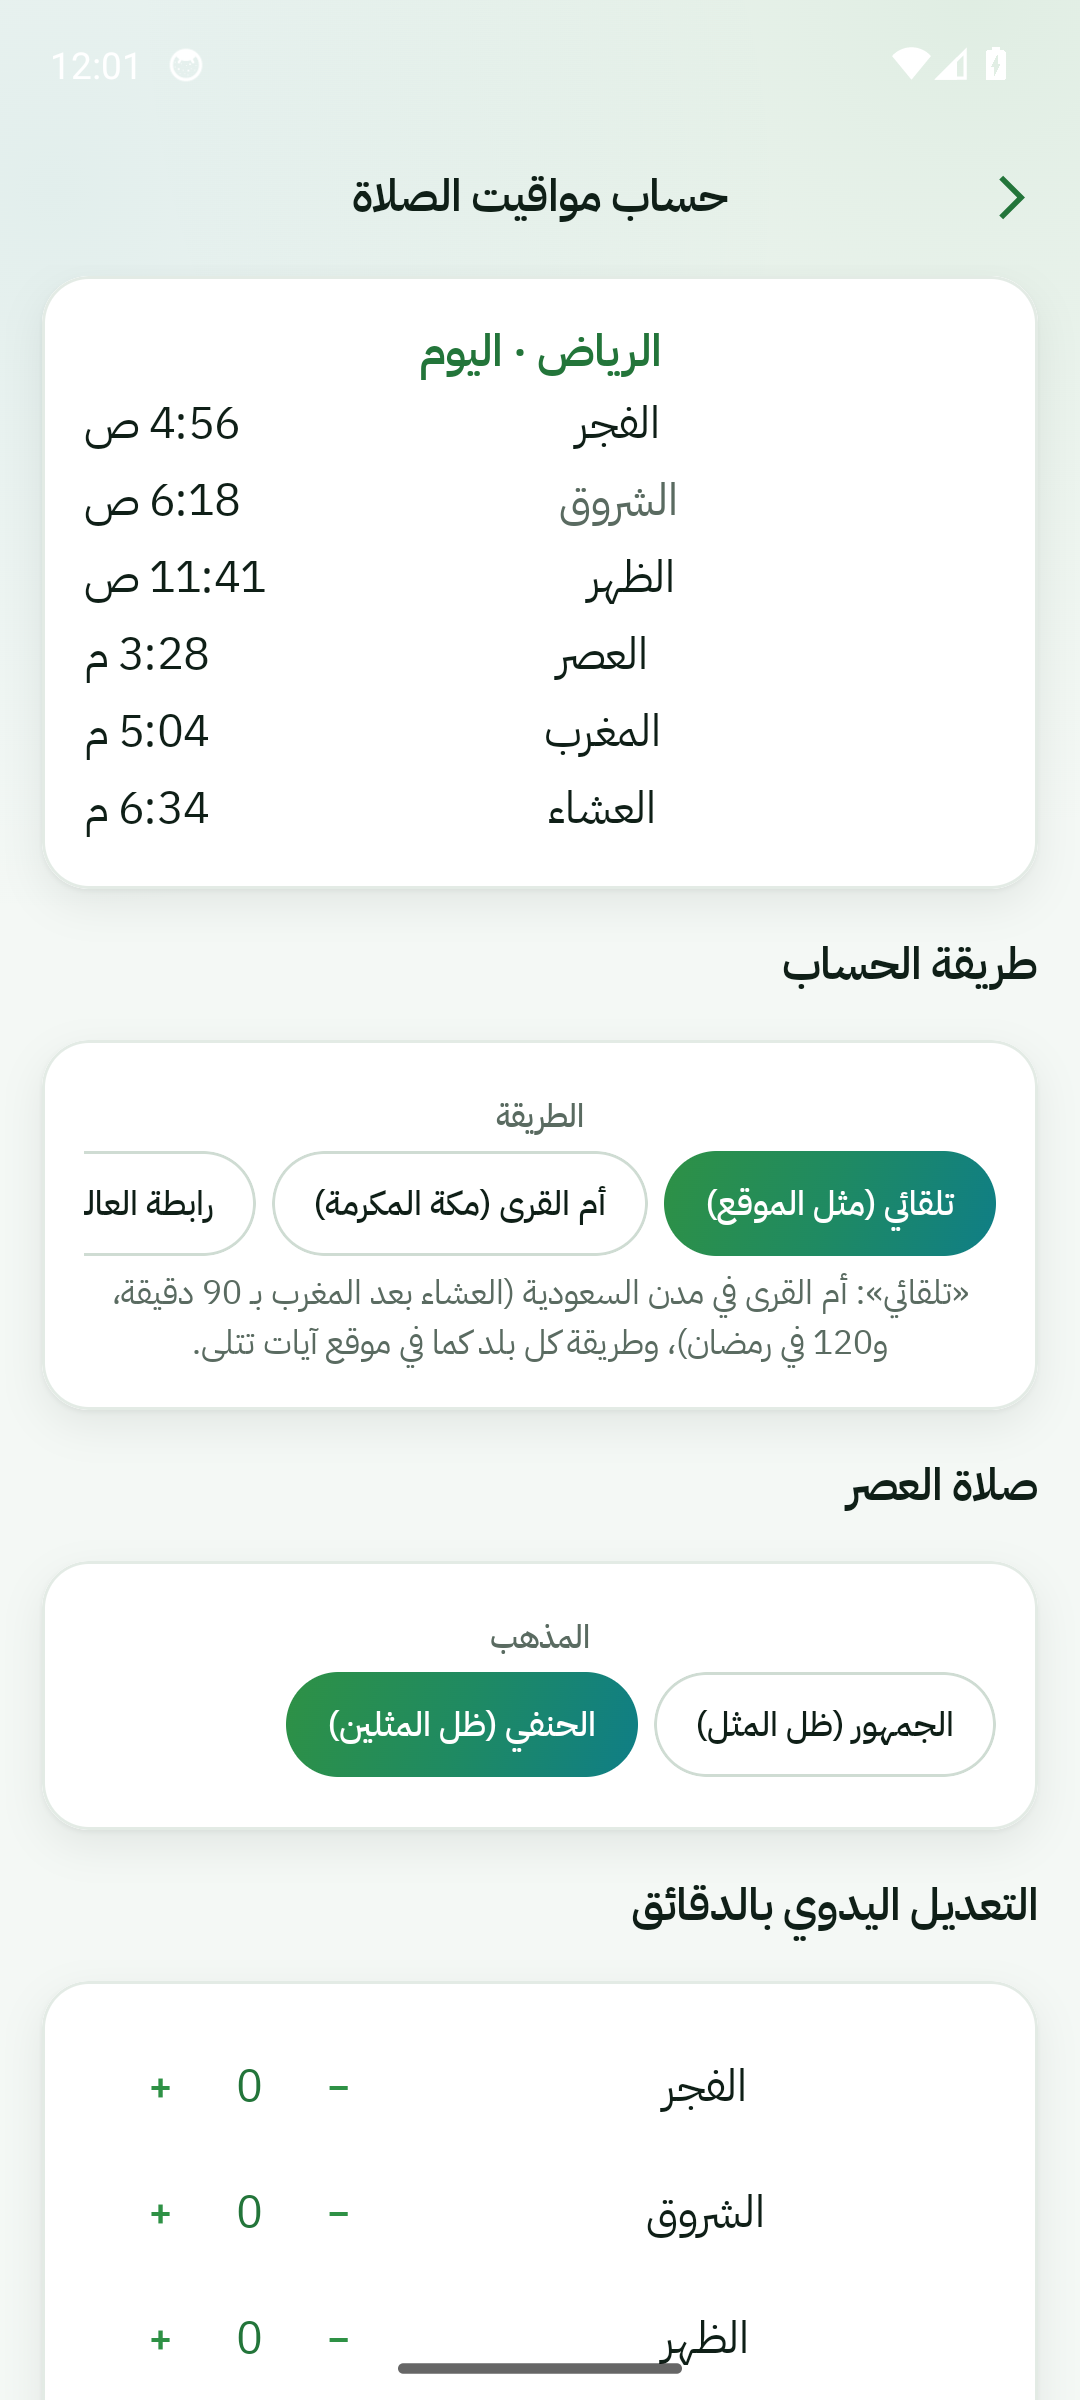 12:01
حساب مواقيت الصلاة
الرياض · اليوم
الفجر 4:56 ص
الشروق 6:18 ص
الظهر 11:41 ص
العصر 3:28 م
المغرب 5:04 م
العشاء 6:34 م
طريقة الحساب
الطريقة
تلقائي (مثل الموقع) أم القرى (مكة المكرمة) رابطة العال
«تلقائي»: أم القرى في مدن السعودية (العشاء بعد المغرب بـ 90 دقيقة،
و120 في رمضان)، وطريقة كل بلد كما في موقع آيات تتلى.
صلاة العصر
المذهب
الجمهور (ظل المثل) الحنفي (ظل المثلين)
التعديل اليدوي بالدقائق
الفجر − 0 +
الشروق − 0 +
الظهر − 0 +